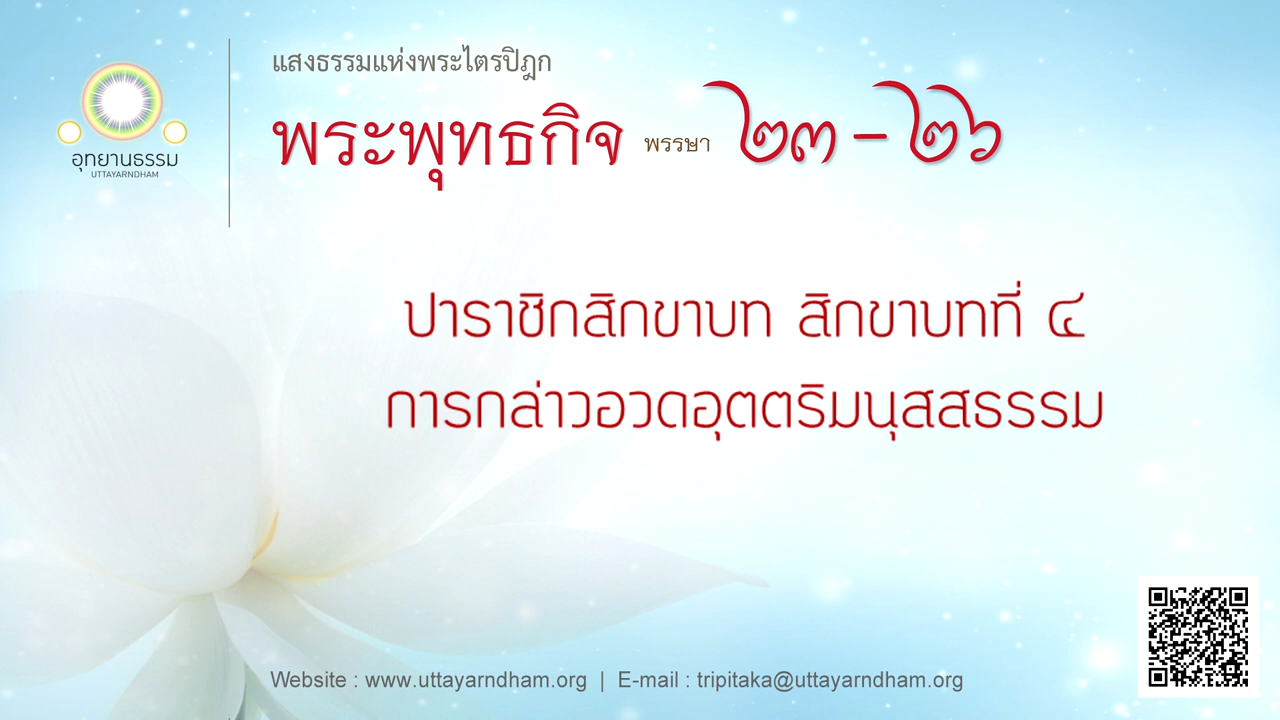 แสงธรรมแห่งพระไตรปิฎก
พระพุทธกิจ พรรษา ๒๓ - ๒๖
อุทยานธรรม
UTTAYARNDHAM
ปาราชิกสิกขาบท สิกขาบทที่ ๔
การกล่าวอวดอุตตริมนุสสธรรม
Website : www.uttayarndham.org | E-mail : tripitaka@uttayarndham.org